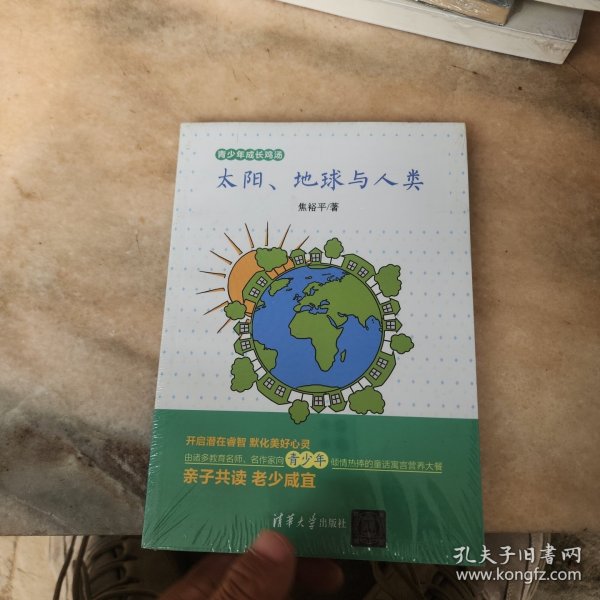 青少年成长鸡汤
太阳、地球与人类
焦裕平/著
开启潜在睿智 默化美好心灵
由诸多教育名师、名作家向 青少年 倾情热捧的童话寓言营养大餐
亲子共读 老少咸宜
清华大学出版社
孔夫子旧书网
www.kongfz.com